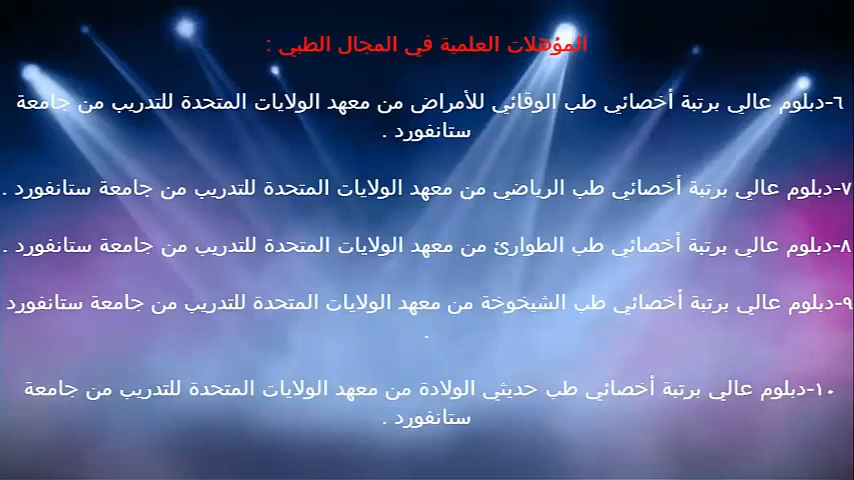 المؤهلات العلمية في المجال الطبي :
٦-دبلوم عالي برتبة أخصائي طب الوقائي للأمراض من معهد الولايات المتحدة للتدريب من جامعة
ستانفورد .
٧-دبلوم عالي برتبة أخصائي طب الرياضي من معهد الولايات المتحدة للتدريب من جامعة ستانفورد .
٨-دبلوم عالي برتبة أخصائي طب الطوارئ من معهد الولايات المتحدة للتدريب من جامعة ستانفورد .
٩-دبلوم عالي برتبة أخصائي طب الشيخوخة من معهد الولايات المتحدة للتدريب من جامعة ستانفورد
.
١٠-دبلوم عالي برتبة أخصائي طب حديثي الولادة من معهد الولايات المتحدة للتدريب من جامعة
ستانفورد .